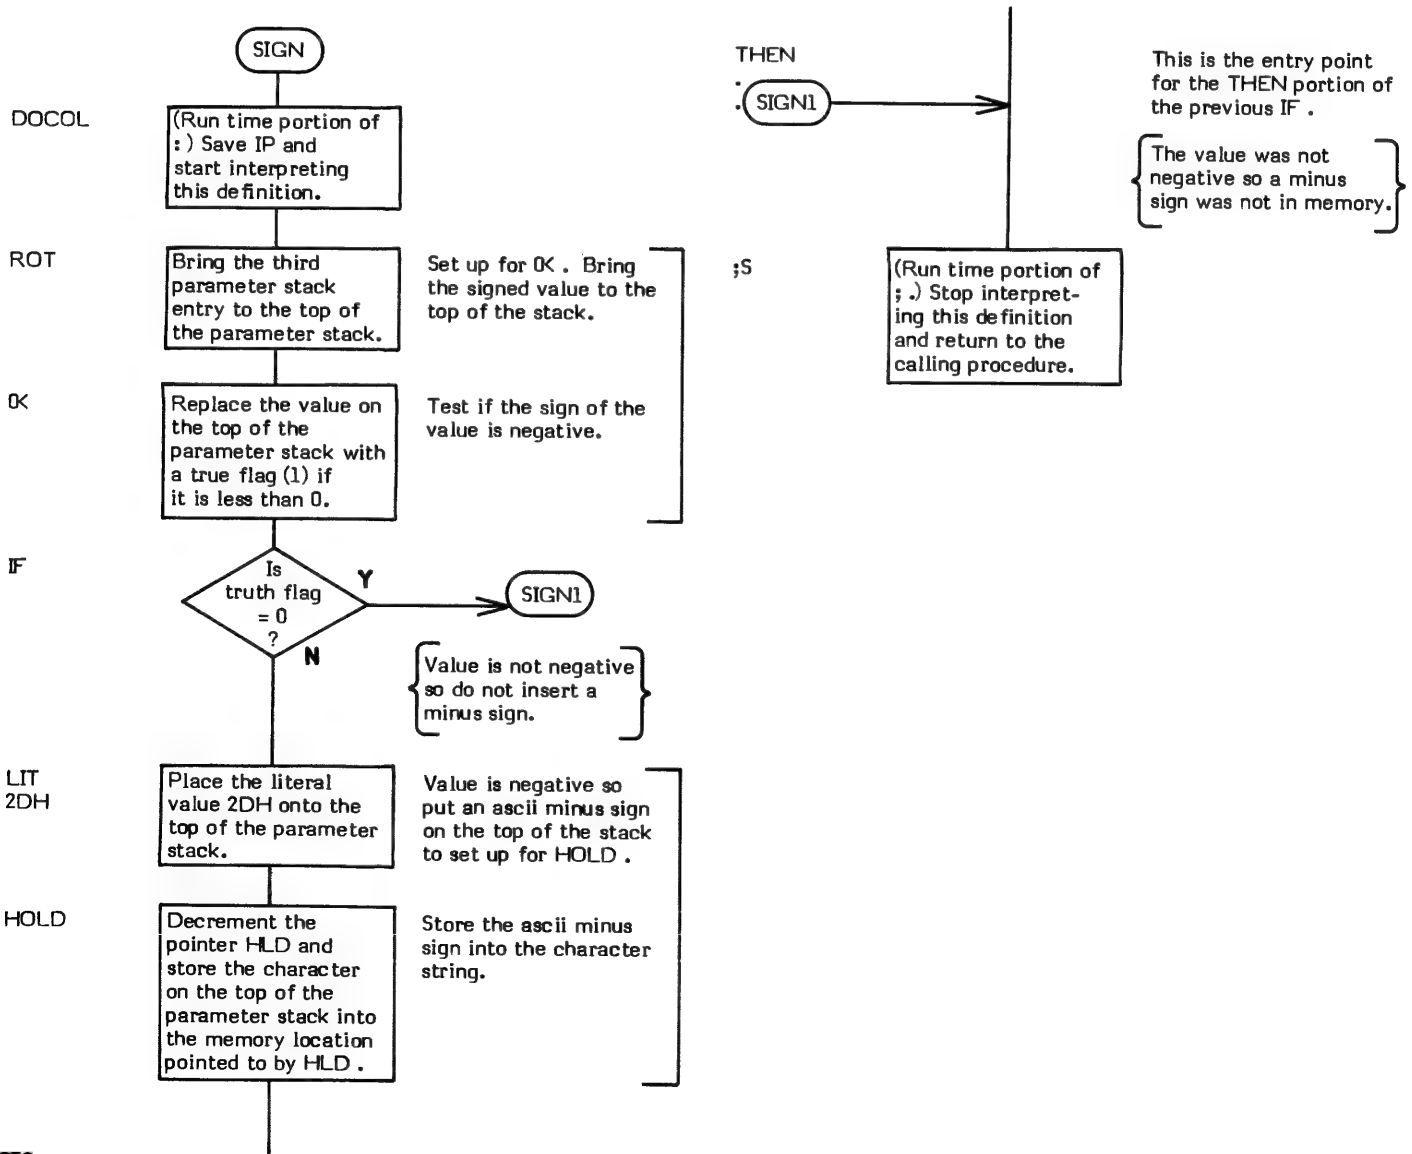 SIGN
DOCOL
(Run time portion of
: ) Save IP and
start interpreting
this definition.
ROT
Bring the third
parameter stack
entry to the top of
the parameter stack.
Set up for 0< . Bring
the signed value to the
top of the stack.
0<
Replace the value on
the top of the
parameter stack with
a true flag (1) if
it is less than 0.
Test if the sign of the
value is negative.
IF
Is
truth flag
= 0
?
Y
N
SIGN1
Value is not negative
so do not insert a
minus sign.
LIT
2DH
Place the literal
value 2DH onto the
top of the parameter
stack.
Value is negative so
put an ascii minus sign
on the top of the stack
to set up for HOLD .
HOLD
Decrement the
pointer HLD and
store the character
on the top of the
parameter stack into
the memory location
pointed to by HLD .
Store the ascii minus
sign into the character
string.
THEN
:
SIGN1
This is the entry point
for the THEN portion of
the previous IF .
The value was not
negative so a minus
sign was not in memory.
;S
(Run time portion of
; .) Stop interpret-
ing this definition
and return to the
calling procedure.